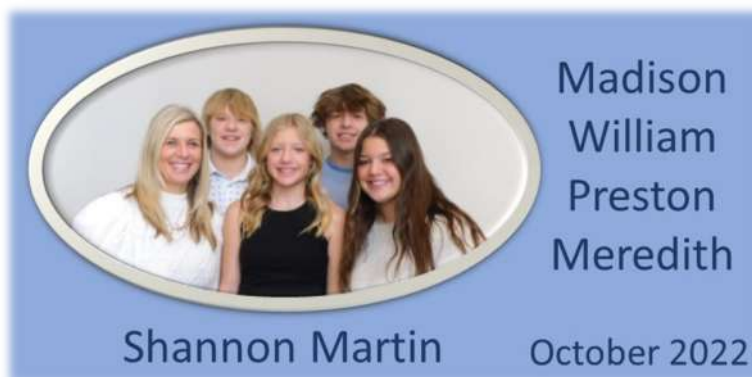 Madison
William
Preston
Meredith
Shannon Martin
October 2022